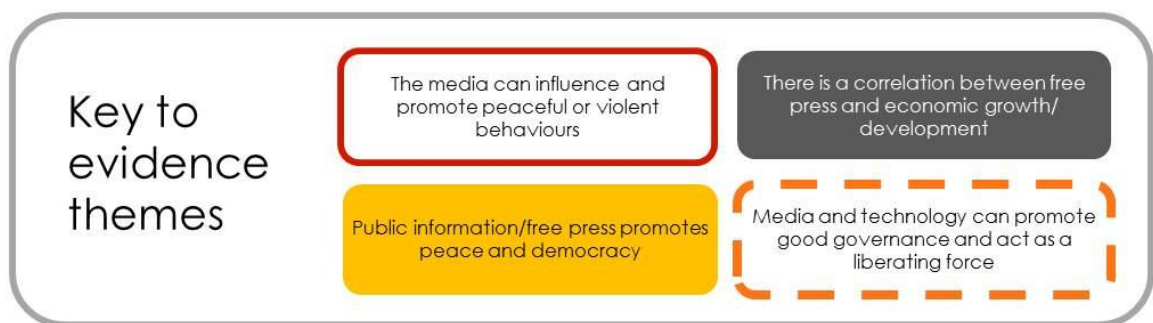 Key to
evidence
themes
The media can influence and
promote peaceful or violent
behaviours
There is a correlation between free
press and economic growth/
development
Public information/free press promotes
peace and democracy
Media and technology can promote
good governance and act as a
liberating force